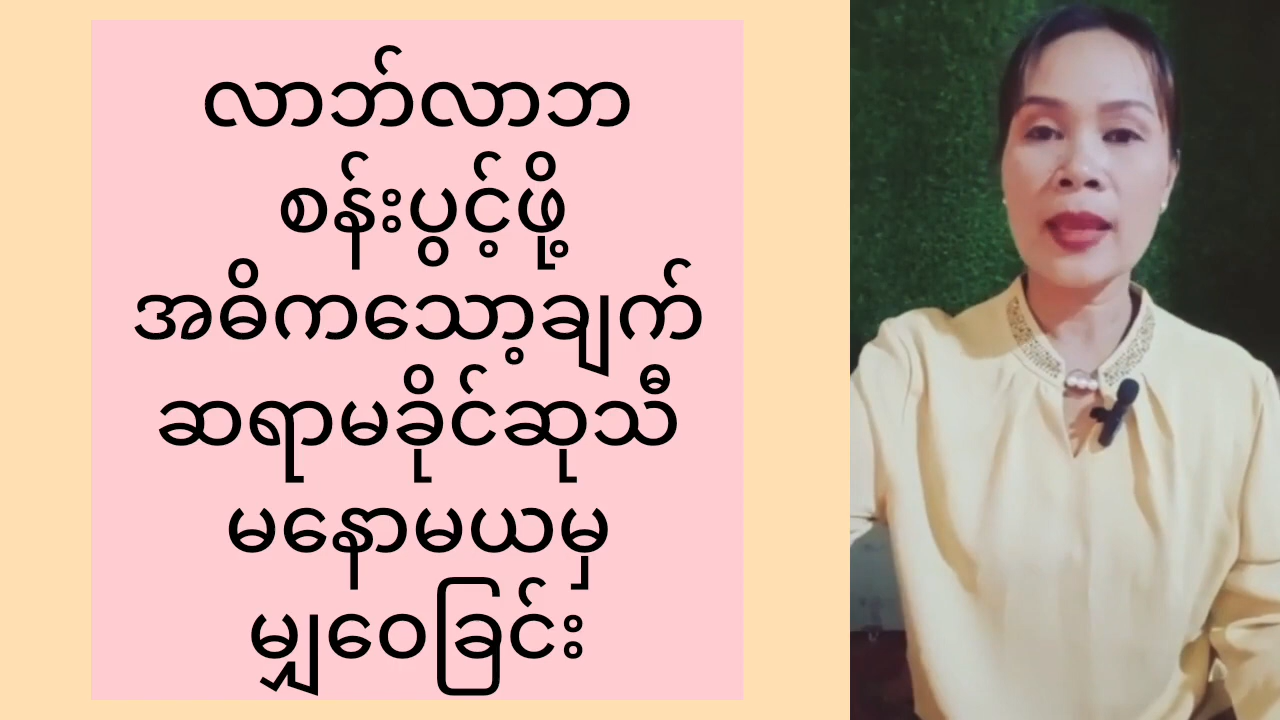 လာဘ်လာဘ
စန်းပွင့်ဖို့
အဓိကသော့ချက်
ဆရာမခိုင်ဆုသီ
မနောမယမှ
မျှဝေခြင်း